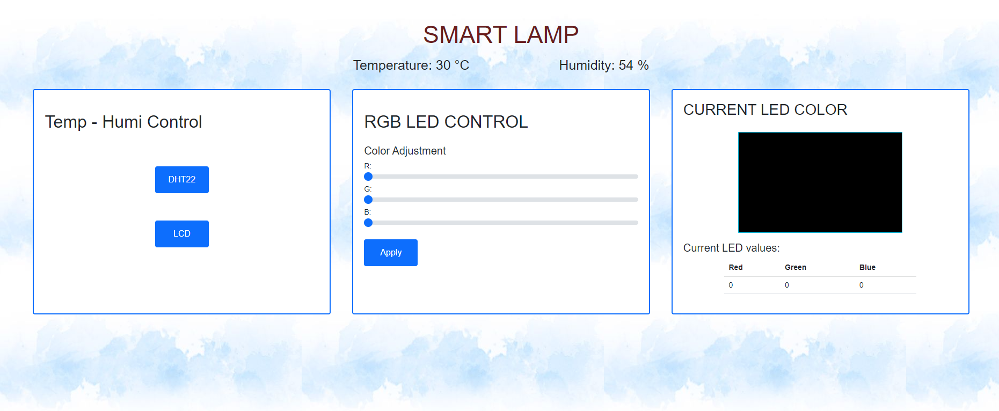 SMART LAMP
Temperature: 30 °C Humidity: 54 %
Temp - Humi Control
DHT22
LCD
RGB LED CONTROL
Color Adjustment
R:
G:
B:
Apply
CURRENT LED COLOR
Current LED values:
Red Green Blue
0 0 0